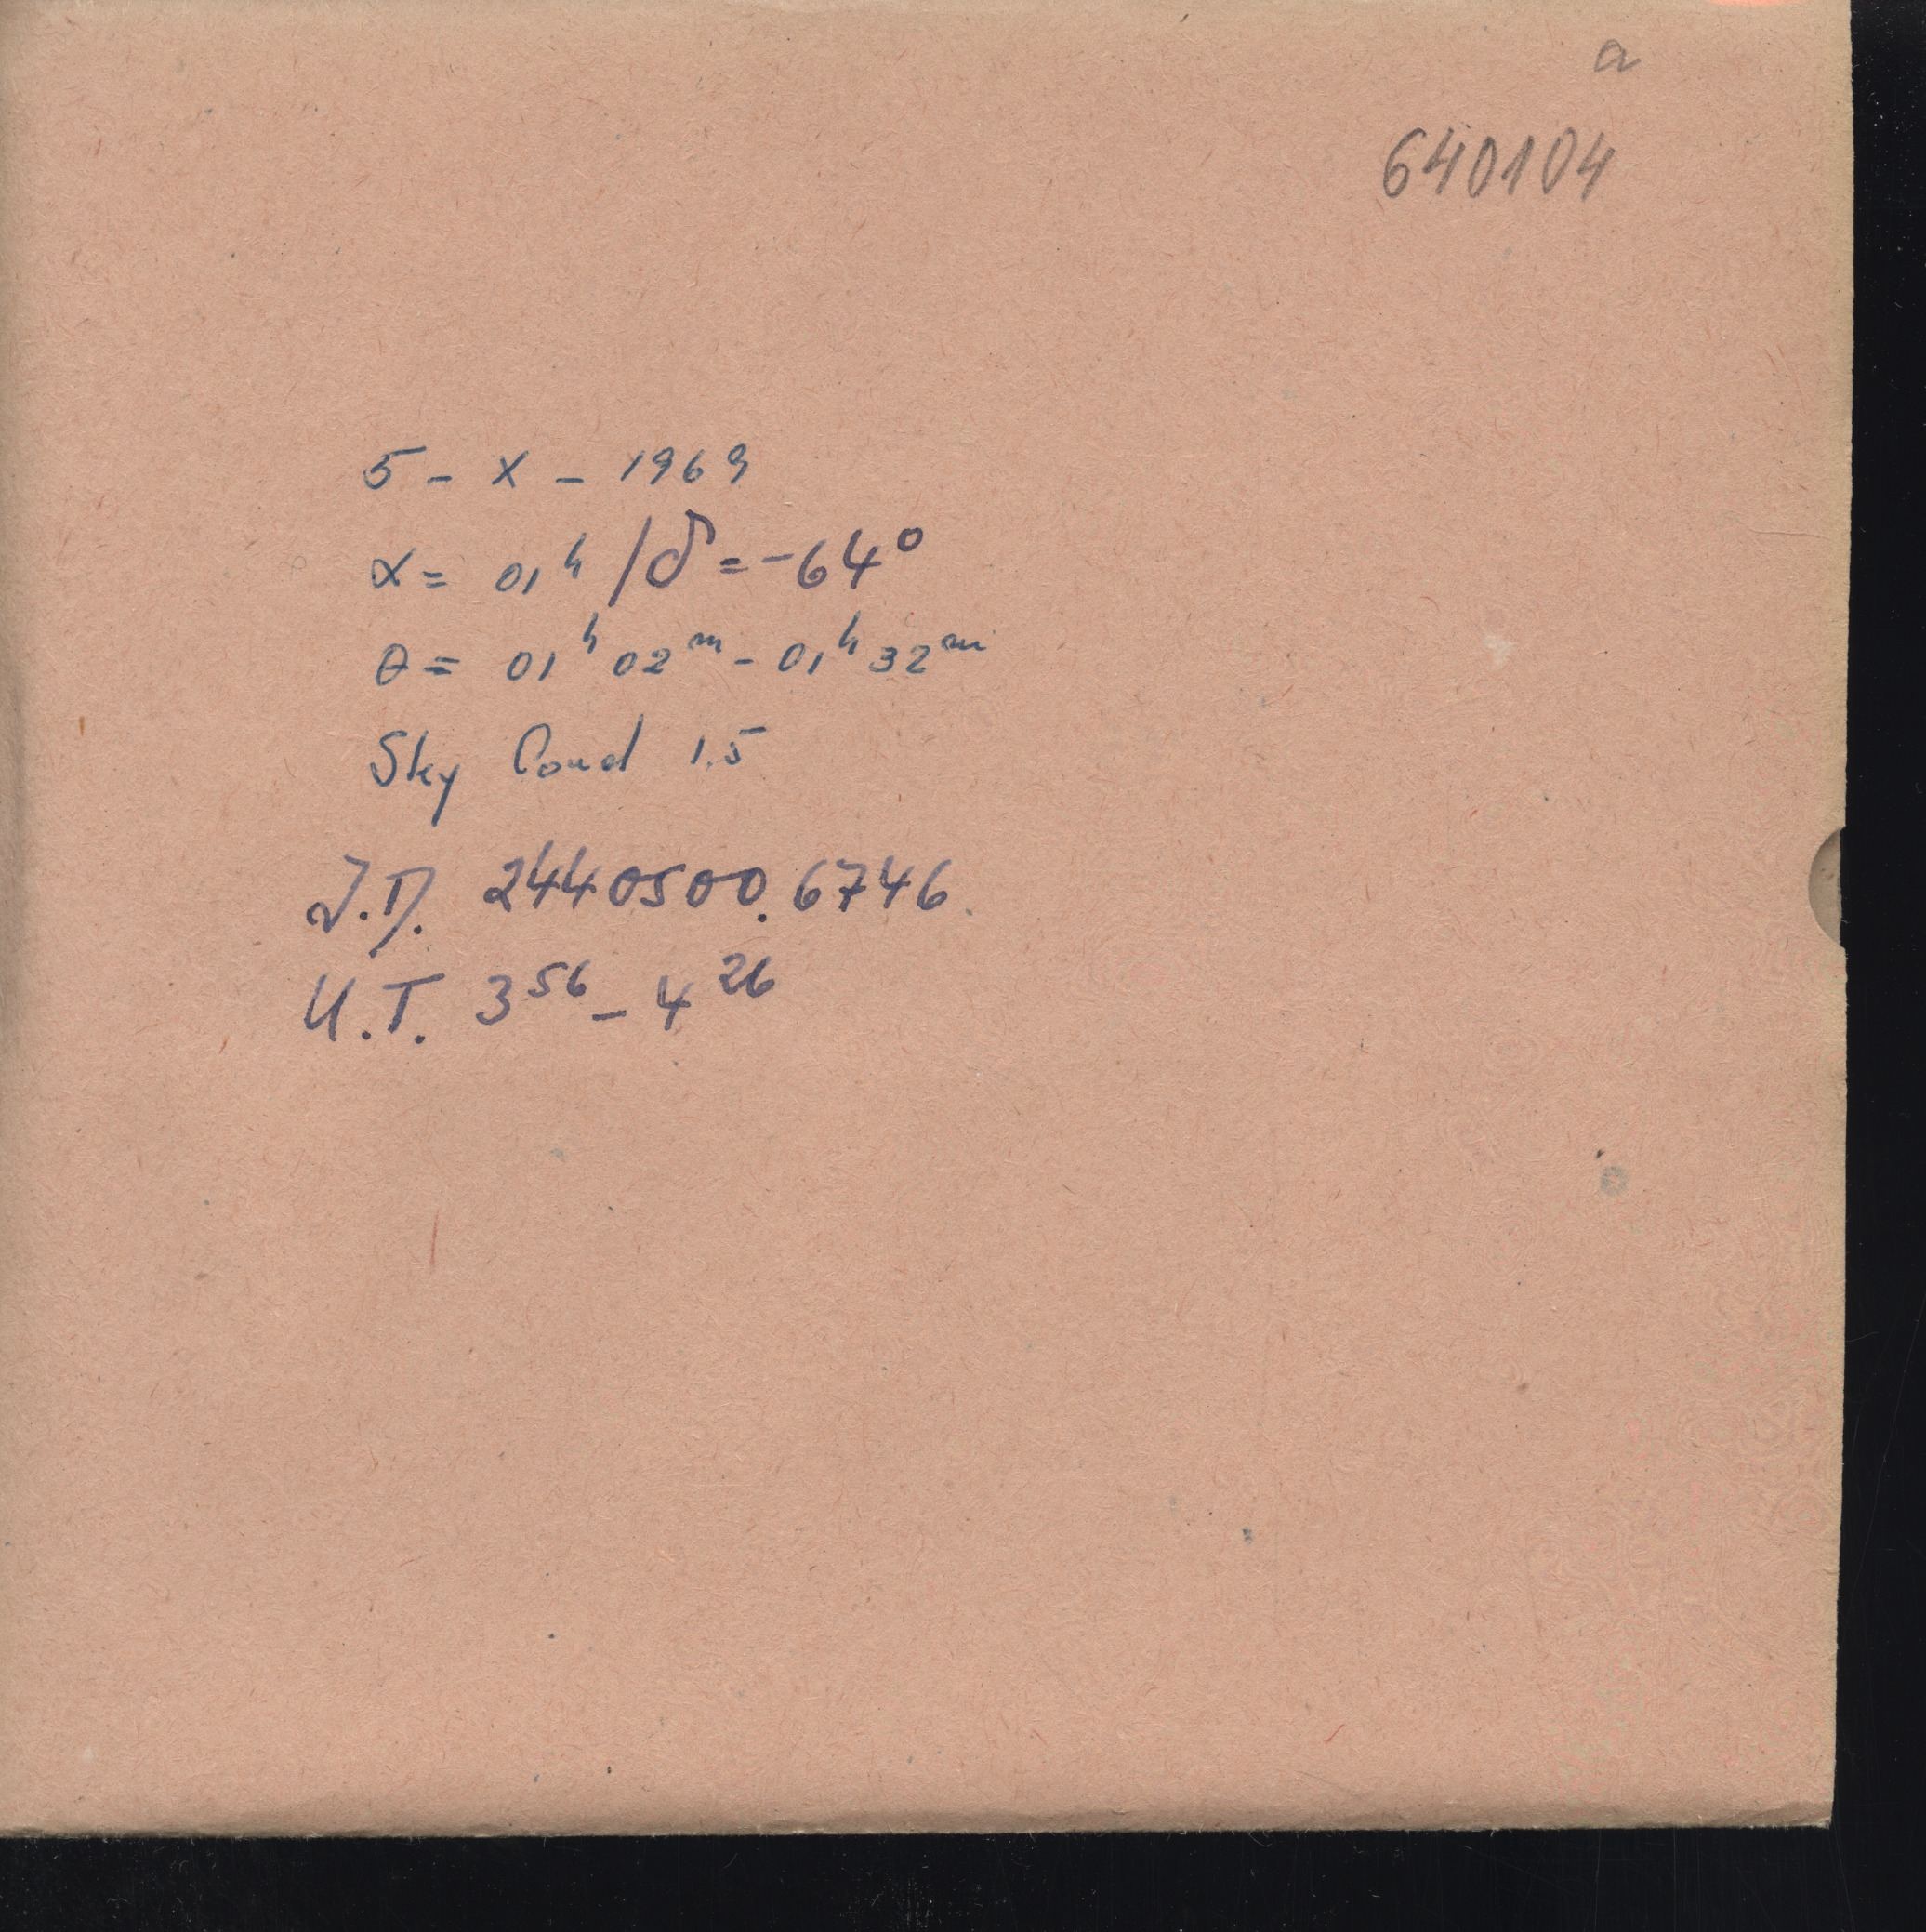 a
640104
5 - X - 1969
α = 01ʰ / δ = -64°
θ = 01ʰ 02ᵐ - 01ʰ 32ᵐ
Sky Cond 1.5
J.D. 2440500.6746
U.T. 3⁵⁶ - 4²⁶